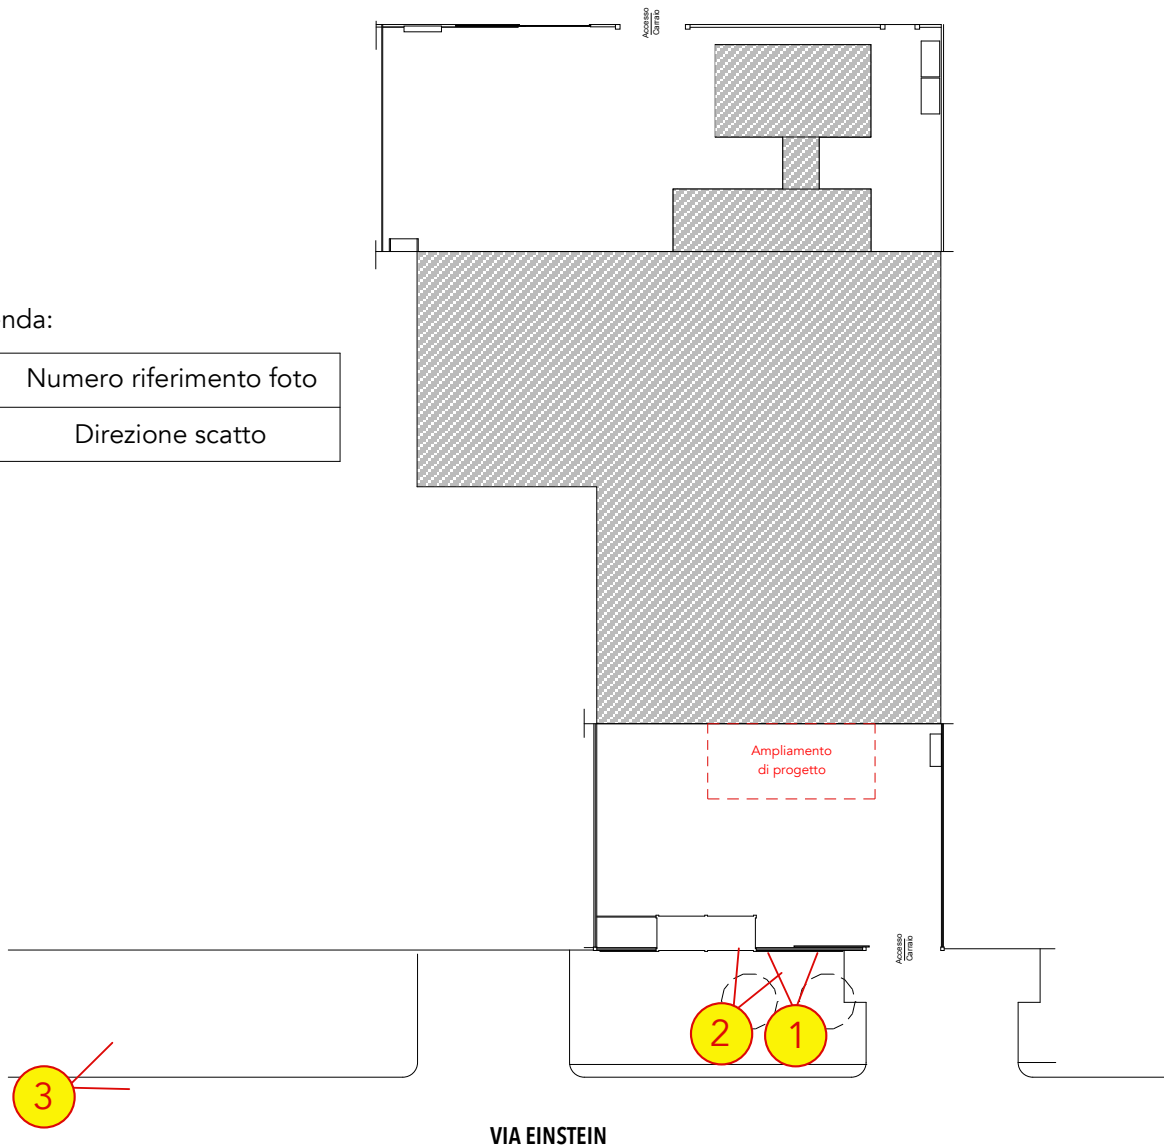 Accesso
Carraio
nda:
Numero riferimento foto
Direzione scatto
Ampliamento
di progetto
Accesso
Carraio
2
1
3
VIA EINSTEIN